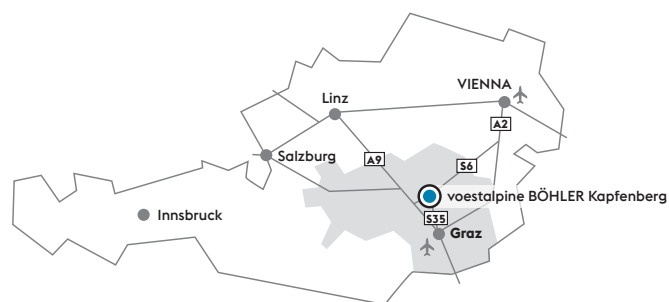 VIENNA
Linz
A2
Salzburg
A9
S6
voestalpine BÖHLER Kapfenberg
Innsbruck
S35
Graz